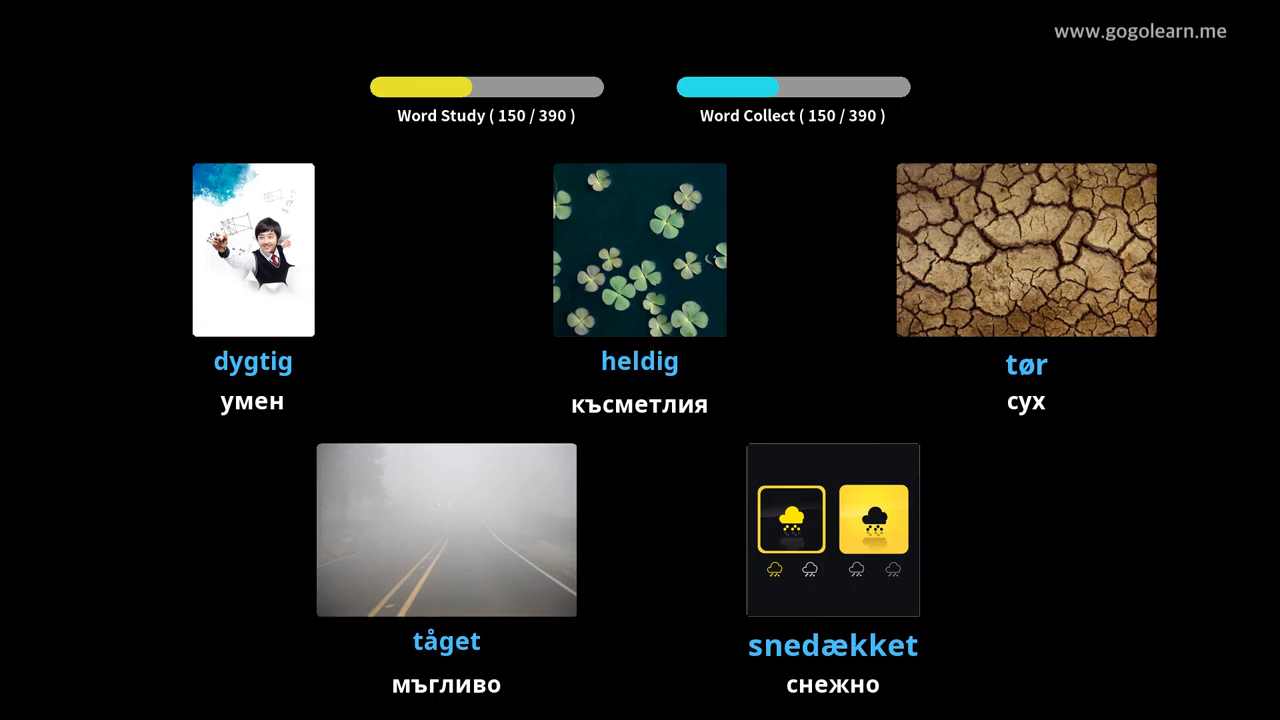 www.gogolearn.me
Word Study ( 150 / 390 )
Word Collect ( 150 / 390 )
dygtig
умен
heldig
късметлия
tør
сух
tåget
мъгливо
snedækket
снежно